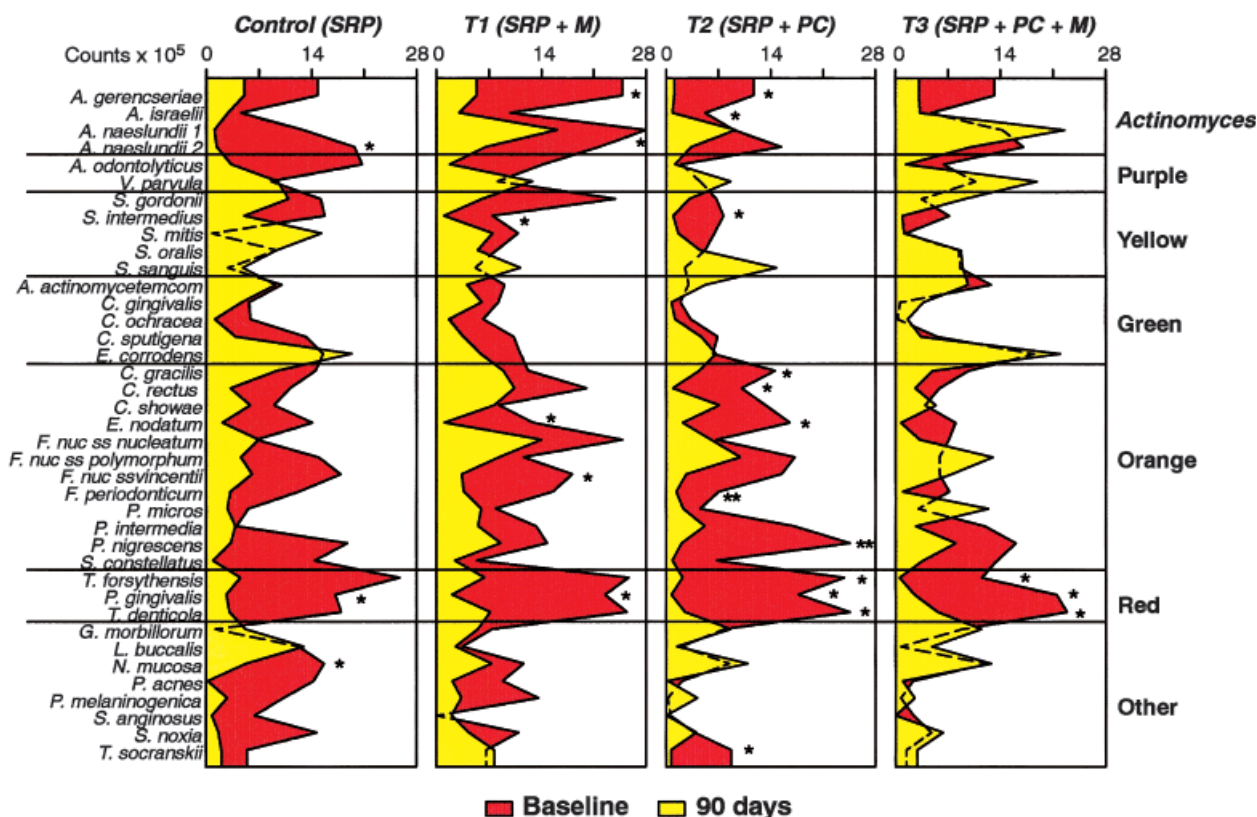 Control (SRP) T1 (SRP + M) T2 (SRP + PC) T3 (SRP + PC + M)
Counts x 10⁵ 0 14 28 0 14 28 0 14 28 0 14 28
A. gerencseriae * *
A. israelii * Actinomyces
A. naeslundii 1 *
A. naeslundii 2 *
A. odontolyticus
V. parvula Purple
S. gordonii
S. intermedius * *
S. mitis Yellow
S. oralis
S. sanguis
A. actinomycetemcom
C. gingivalis
C. ochracea Green
C. sputigena
E. corrodens
C. gracilis *
C. rectus *
C. showae
E. nodatum * *
F. nuc ss nucleatum
F. nuc ss polymorphum Orange
F. nuc ssvincentii *
F. periodonticum **
P. micros
P. intermedia
P. nigrescens **
S. constellatus
T. forsythensis * *
P. gingivalis * * * * Red
T. denticola * *
G. morbillorum
L. buccalis
N. mucosa *
P. acnes
P. melaninogenica Other
S. anginosus
S. noxia
T. socranskii *
Baseline 90 days